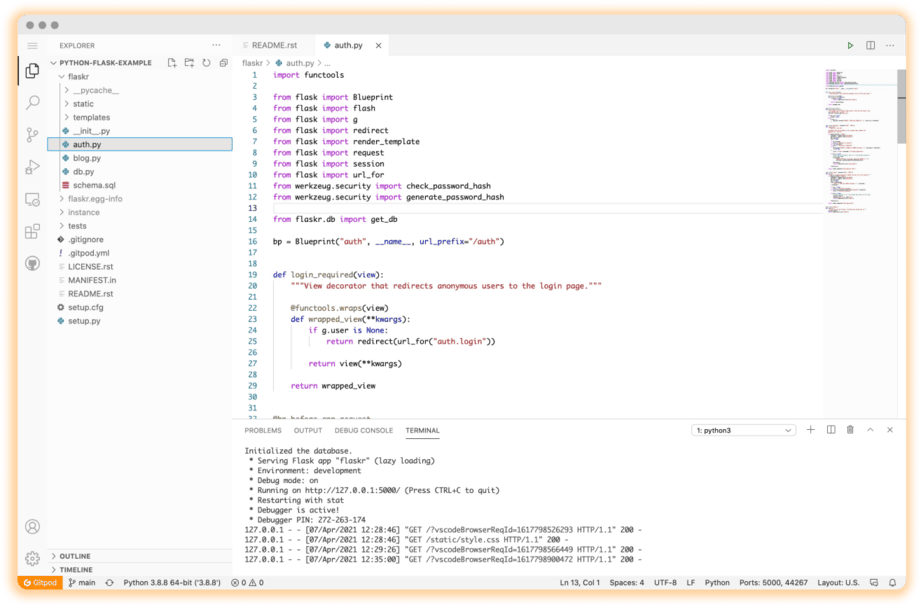 EXPLORER
PYTHON-FLASK-EXAMPLE
flaskr
__pycache__
static
templates
__init__.py
auth.py
blog.py
db.py
schema.sql
flaskr.egg-info
instance
tests
.gitignore
.gitpod.yml
LICENSE.rst
MANIFEST.in
README.rst
setup.cfg
setup.py
OUTLINE
TIMELINE
README.rst auth.py
flaskr > auth.py > ...
1 import functools
2
3 from flask import Blueprint
4 from flask import flash
5 from flask import g
6 from flask import redirect
7 from flask import render_template
8 from flask import request
9 from flask import session
10 from flask import url_for
11 from werkzeug.security import check_password_hash
12 from werkzeug.security import generate_password_hash
13
14 from flaskr.db import get_db
15
16 bp = Blueprint("auth", __name__, url_prefix="/auth")
17
18
19 def login_required(view):
20 """View decorator that redirects anonymous users to the login page."""
21
22 @functools.wraps(view)
23 def wrapped_view(**kwargs):
24 if g.user is None:
25 return redirect(url_for("auth.login"))
26
27 return view(**kwargs)
28
29 return wrapped_view
30
31
PROBLEMS OUTPUT DEBUG CONSOLE TERMINAL 1: python3
Initialized the database.
* Serving Flask app "flaskr" (lazy loading)
* Environment: development
* Debug mode: on
* Running on http://127.0.0.1:5000/ (Press CTRL+C to quit)
* Restarting with stat
* Debugger is active!
* Debugger PIN: 272-263-174
127.0.0.1 - - [07/Apr/2021 12:28:46] "GET /?vscodeBrowserReqId=1617798526293 HTTP/1.1" 200 -
127.0.0.1 - - [07/Apr/2021 12:28:46] "GET /static/style.css HTTP/1.1" 200 -
127.0.0.1 - - [07/Apr/2021 12:29:26] "GET /?vscodeBrowserReqId=1617798566449 HTTP/1.1" 200 -
127.0.0.1 - - [07/Apr/2021 12:35:00] "GET /?vscodeBrowserReqId=1617798900472 HTTP/1.1" 200 -
Gitpod main Python 3.8.8 64-bit ('3.8.8') 0 0 Ln 13, Col 1 Spaces: 4 UTF-8 LF Python Ports: 5000, 44267 Layout: U.S.